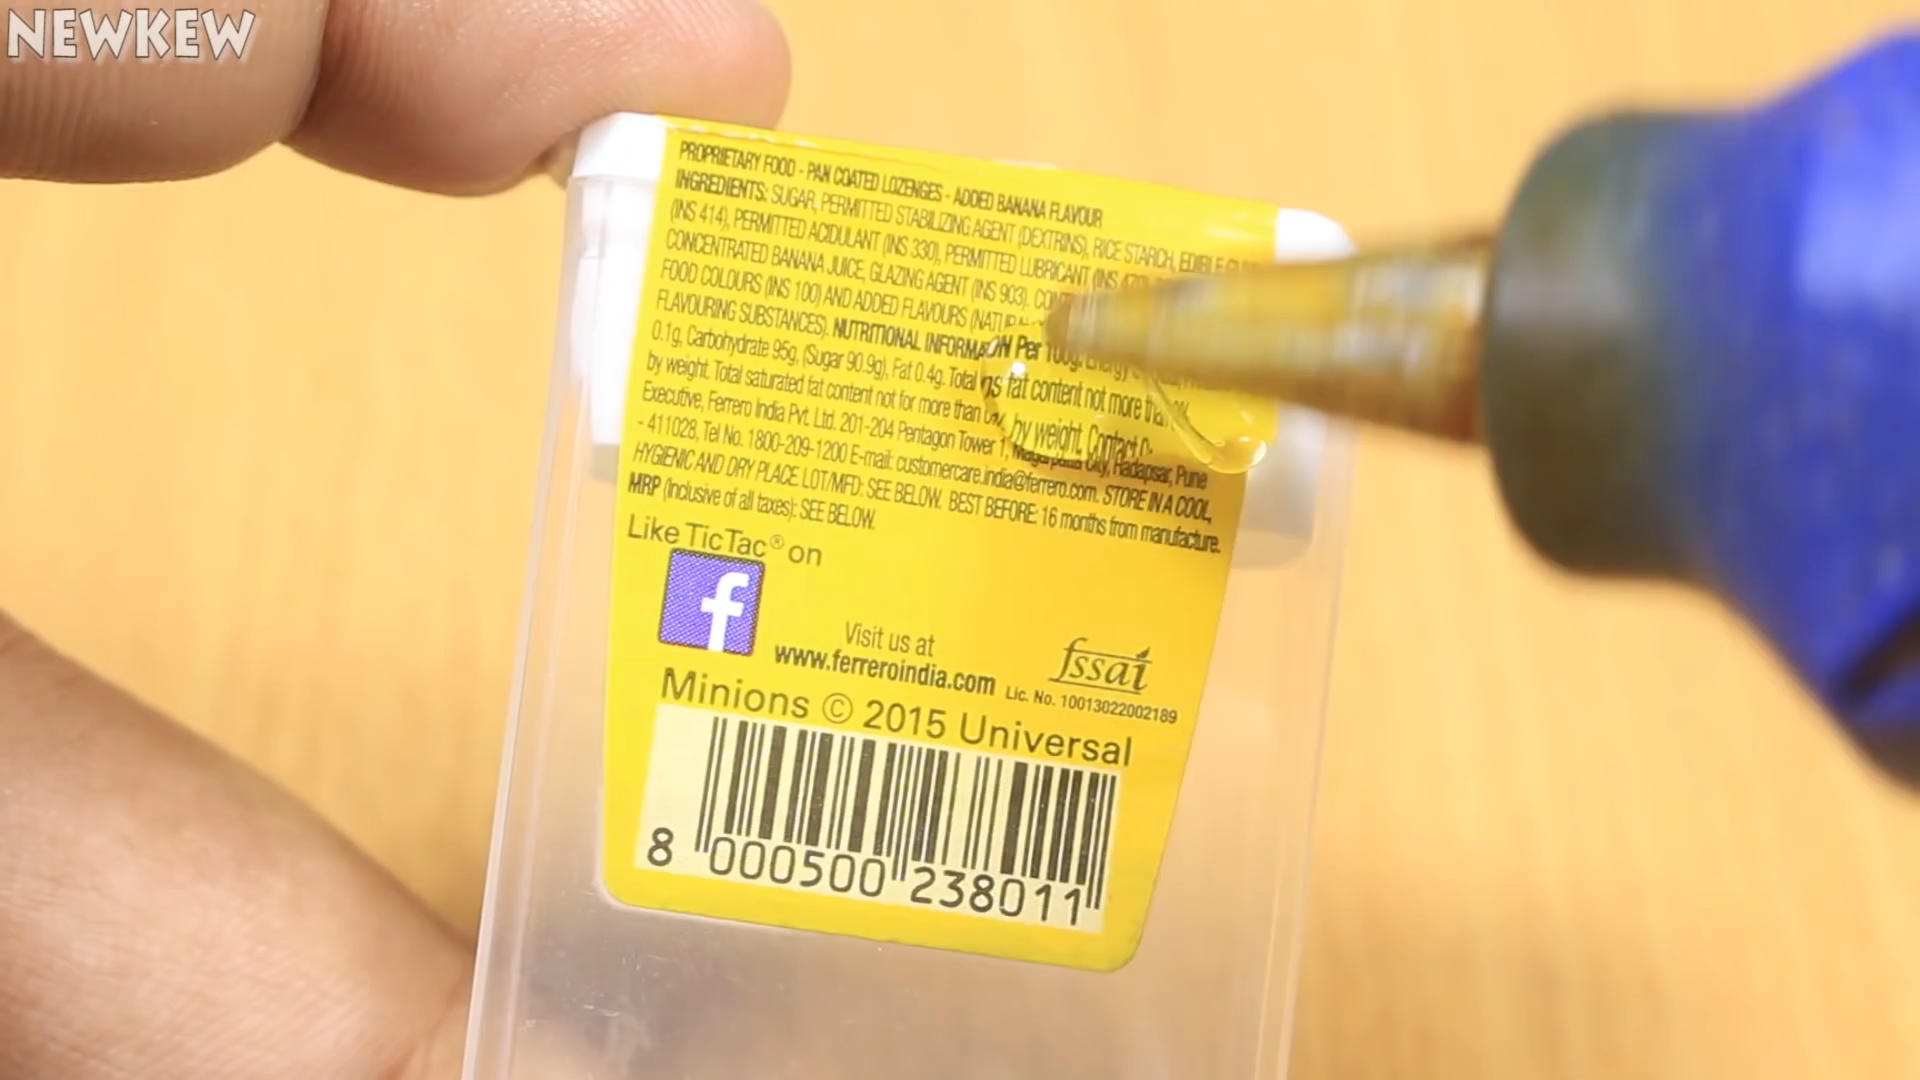 NEWKEW
PROPRIETARY FOOD - PAN COATED LOZENGES - ADDED BANANA FLAVOUR
INGREDIENTS: SUGAR, PERMITTED STABILIZING AGENT (DEXTRINS), RICE STARCH, EDIBLE
(INS 414), PERMITTED ACIDULANT (INS 330), PERMITTED LUBRICANT (INS
CONCENTRATED BANANA JUICE, GLAZING AGENT (INS 903).
FOOD COLOURS (INS 100) AND ADDED FLAVOURS
FLAVOURING SUBSTANCES). NUTRITIONAL INFORMATION Per 100g: Energy
0.1g, Carbohydrate 95g, (Sugar 90.9g), Fat 0.4g. Total fat content not more
by weight. Total saturated fat content not for more than by weight. Contact
Executive, Ferrero India Pvt. Ltd. 201-204 Pentagon Tower 1, City, Hadapsar, Pune
- 411028, Tel No. 1800-209-1200 E-mail: customercare.india@ferrero.com. STORE IN A COOL,
HYGIENIC AND DRY PLACE. LOT/MFD: SEE BELOW. BEST BEFORE: 16 months from manufacture.
MRP (Inclusive of all taxes): SEE BELOW.
Like TicTac® on
f
Visit us at
www.ferreroindia.com
fssai
Lic. No. 10013022002189
Minions © 2015 Universal
8 000500 238011